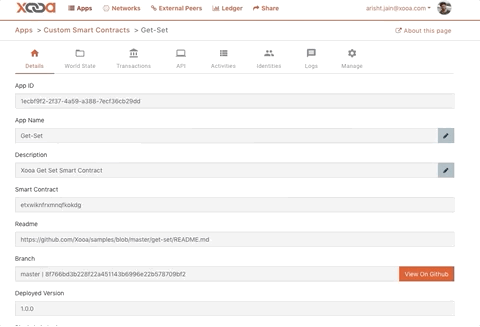 xooa Apps Networks External Peers Ledger Share arisht.jain@xooa.com
Apps > Custom Smart Contracts > Get-Set About this page
Details World State Transactions API Activities Identities Logs Manage
App ID
1ecbf9f2-2f37-4a59-a388-7ecf36cb29dd
App Name
Get-Set
Description
Xooa Get Set Smart Contract
Smart Contract
etxwiknfrxmnqfkokdg
Readme
https://github.com/Xooa/samples/blob/master/get-set/README.md
Branch
master | 8f766bd3b228f22a451143b6996e22b578709bf2 View On Github
Deployed Version
1.0.0